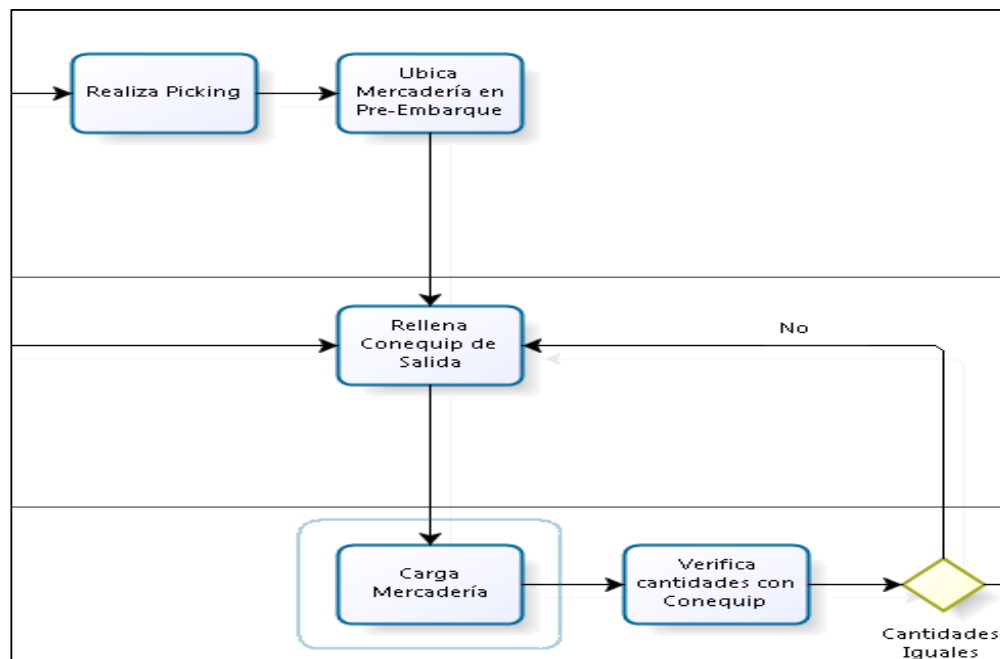 Realiza Picking
Ubica
Mercadería en
Pre-Embarque
Rellena
Conequip de
Salida
No
Carga
Mercadería
Verifica
cantidades con
Conequip
Cantidades
Iguales